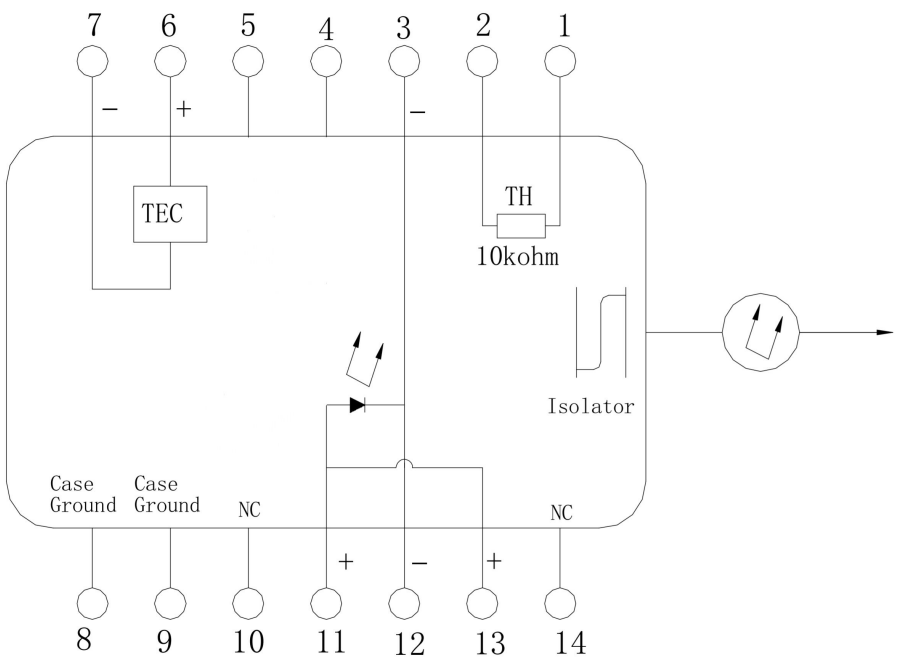 7 6 5 4 3 2 1
− + −
TEC
TH
10kohm
Isolator
Case Ground
Case Ground
NC
NC
+ − +
8 9 10 11 12 13 14